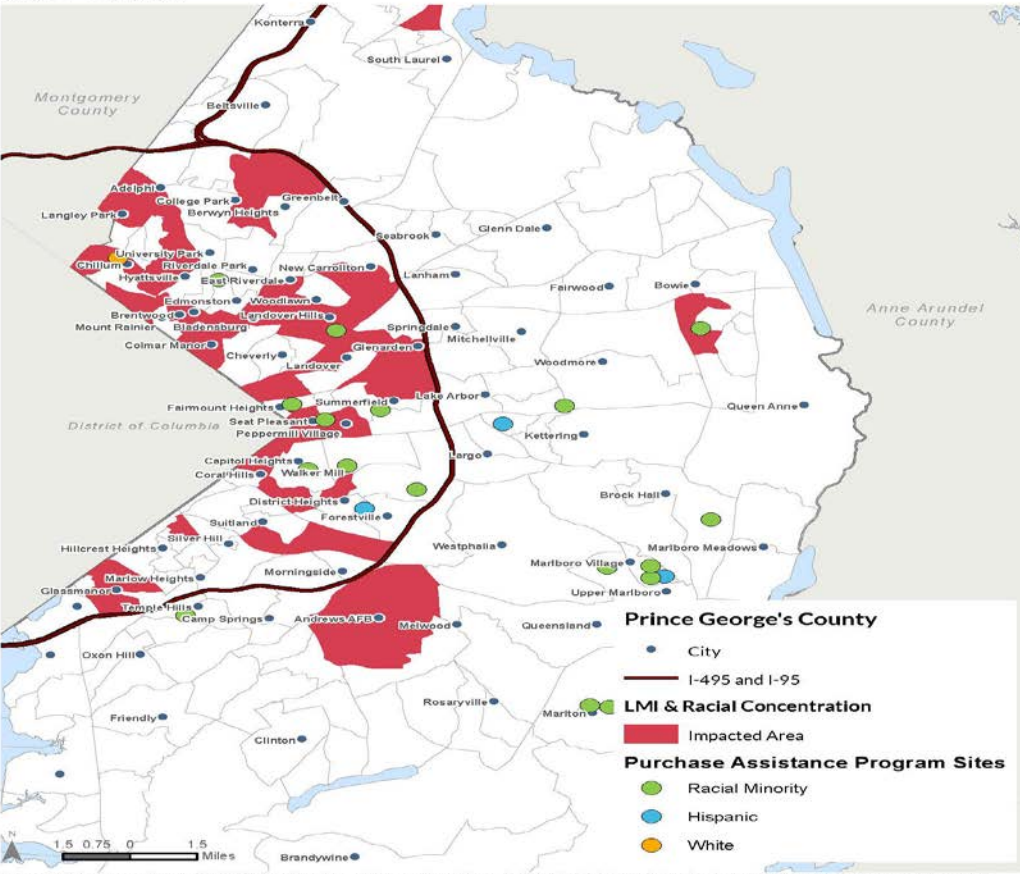 Konterra
South Laurel
Montgomery
County
Beltsville
Adelphi
College Park
Greenbelt
Langley Park
Berwyn Heights
Seabrook
Glenn Dale
University Park
Chillum
Riverdale Park
New Carrollton
Hyattsville
East Riverdale
Lanham
Fairwood
Bowie
Edmonston
Woodlawn
Anne Arundel
County
Brentwood
Landover Hills
Mount Rainier
Bladensburg
Springdale
Mitchellville
Colmar Manor
Glenarden
Cheverly
Landover
Woodmore
Lake Arbor
Fairmount Heights
Summerfield
Queen Anne
District of Columbia
Seat Pleasant
Peppermill Village
Kettering
Largo
Capitol Heights
Coral Hills
Walker Mill
District Heights
Brock Hall
Forestville
Suitland
Silver Hill
Hillcrest Heights
Westphalia
Marlboro Meadows
Marlboro Village
Morningside
Marlow Heights
Glassmanor
Upper Marlboro
Temple Hills
Camp Springs
Andrews AFB
Melwood
Queensland
Oxon Hill
Rosaryville
Marlton
Friendly
Clinton
Brandywine
Prince George's County
City
I-495 and I-95
LMI & Racial Concentration
Impacted Area
Purchase Assistance Program Sites
Racial Minority
Hispanic
White
N
1.5 0.75 0 1.5
Miles